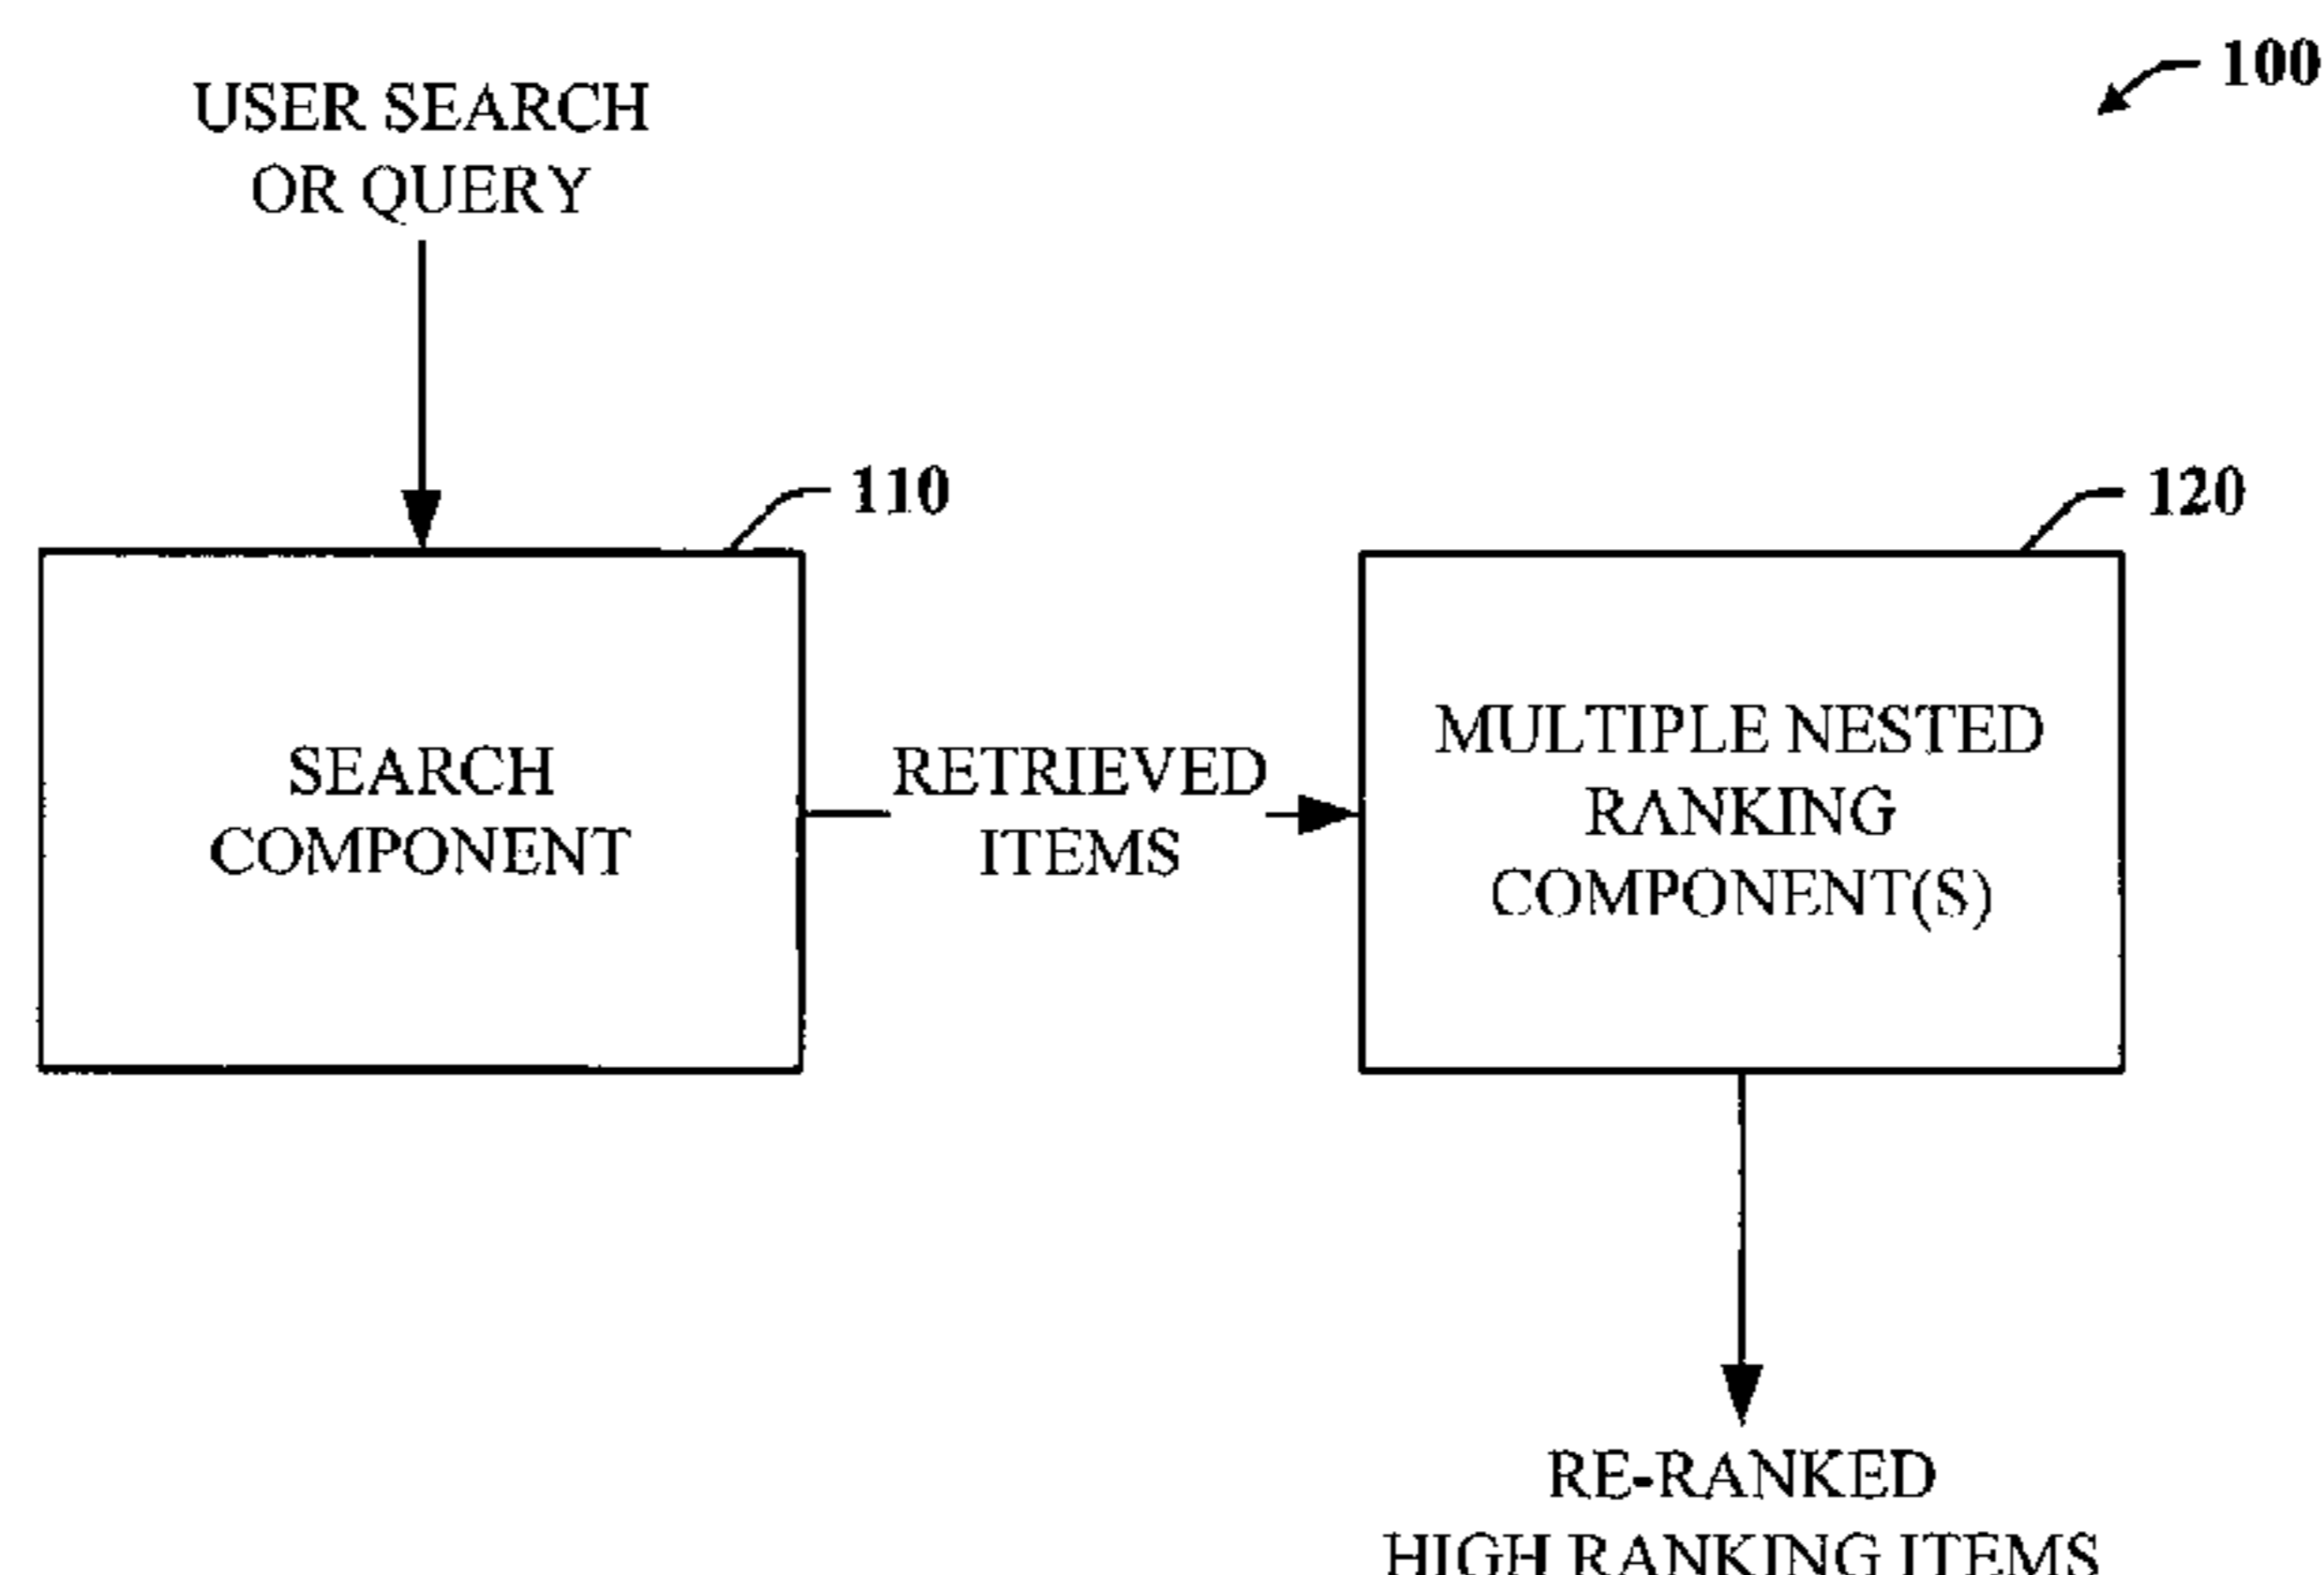 100
USER SEARCH
OR QUERY
110
120
SEARCH
COMPONENT
RETRIEVED
ITEMS
MULTIPLE NESTED
RANKING
COMPONENT(S)
RE-RANKED
HIGH RANKING ITEMS